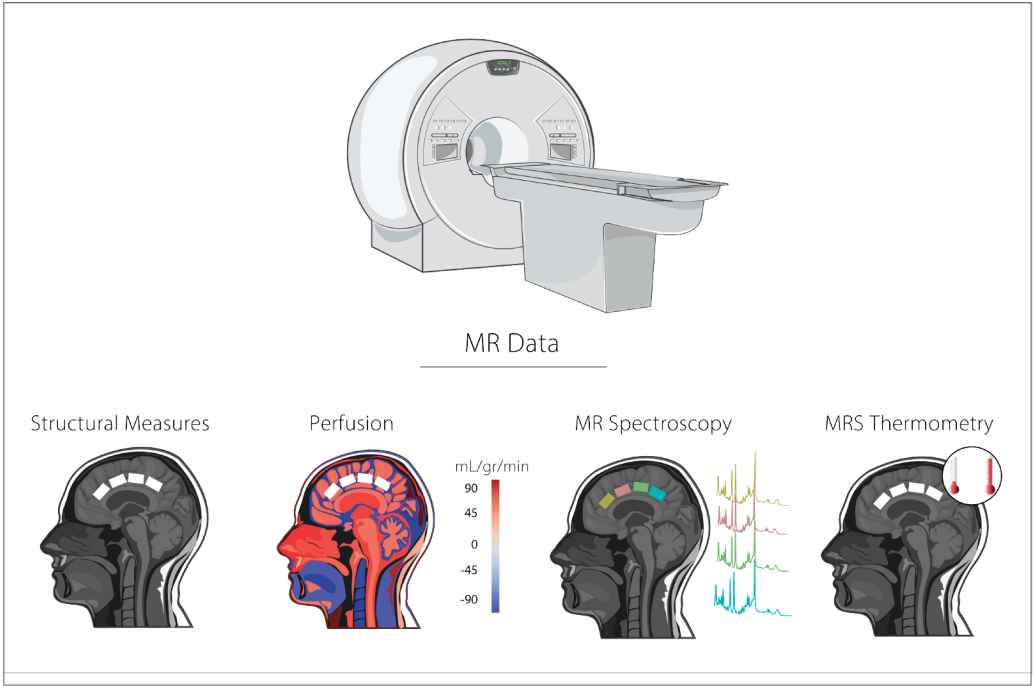 MR Data
Structural Measures
Perfusion
MR Spectroscopy
MRS Thermometry
mL/gr/min
90
45
0
-45
-90